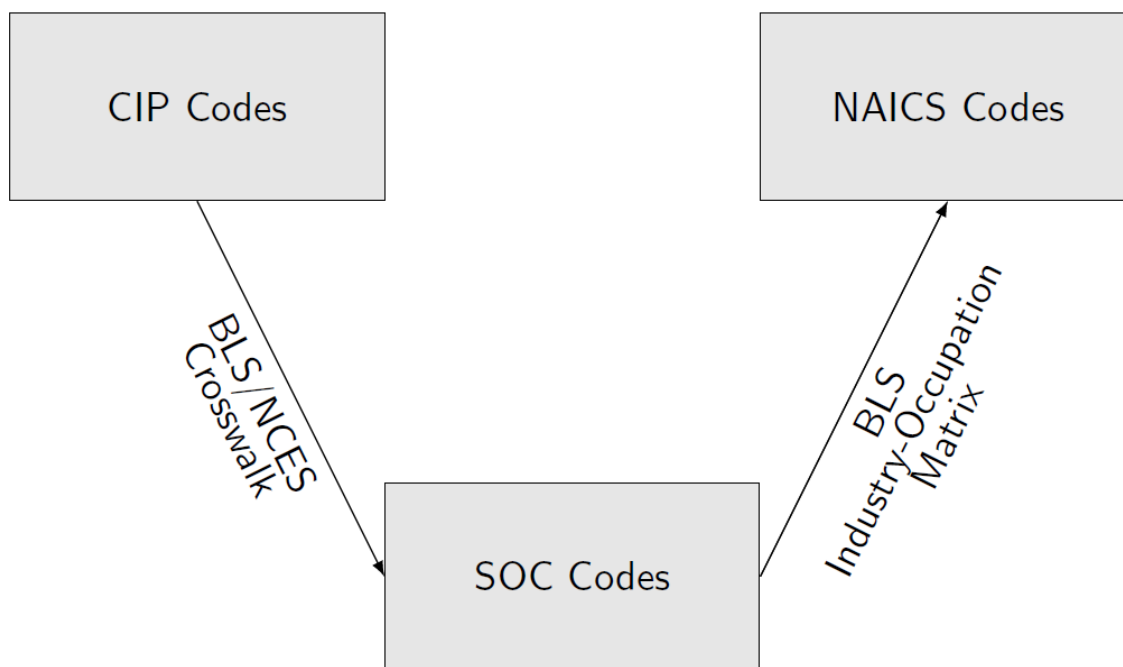 CIP Codes
NAICS Codes
BLS/NCES
Crosswalk
BLS
Industry-Occupation
Matrix
SOC Codes